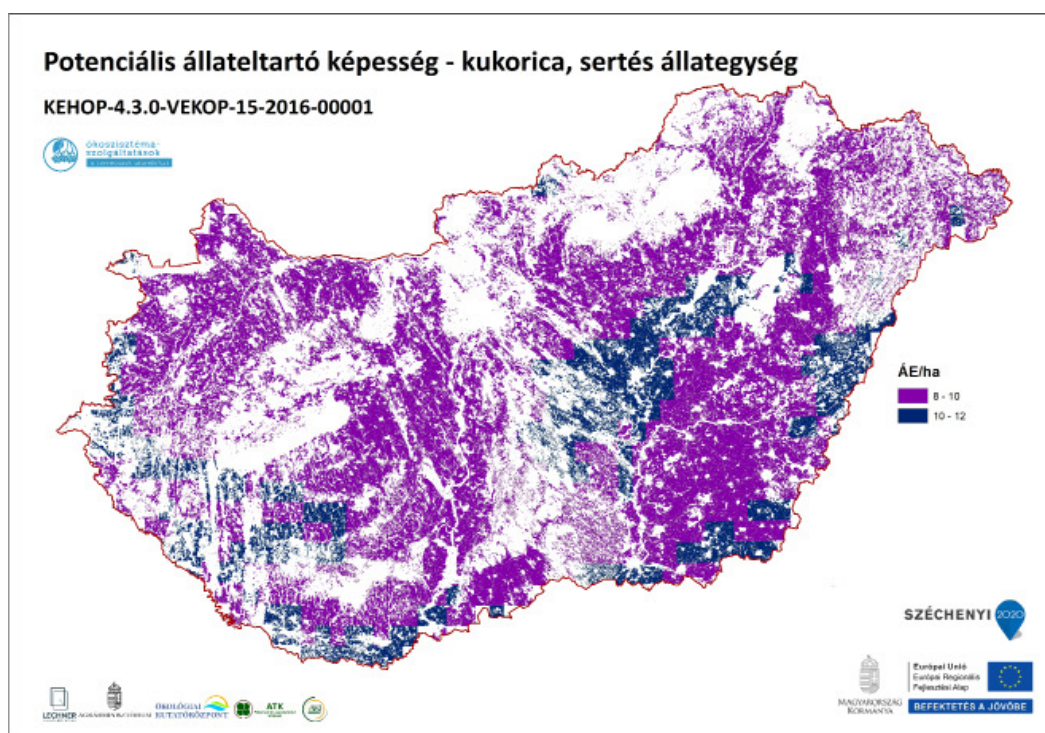 Potenciális állateltartó képesség - kukorica, sertés állategység
KEHOP-4.3.0-VEKOP-15-2016-00001
ökoszisztéma-
szolgáltatások
ÁE/ha
8 - 10
10 - 12
SZÉCHENYI 2020
MAGYARORSZÁG
KORMÁNYA
Európai Unió
Európai Regionális
Fejlesztési Alap
BEFEKTETÉS A JÖVŐBE
LECHNER
AGRÁRMINISZTÉRIUM
ÖKOLÓGIAI
KUTATÓKÖZPONT
ATK